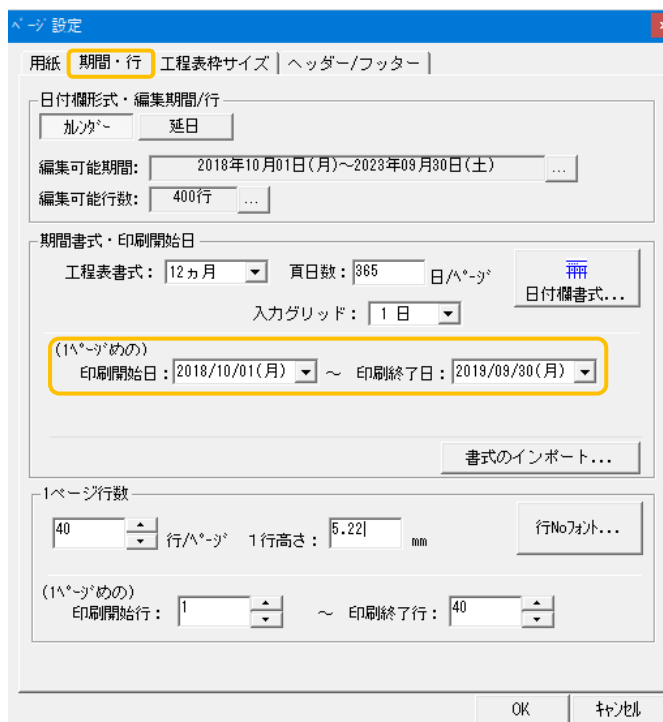 ページ 設定
用紙 期間・行 工程表枠サイズ ヘッダー/フッター
日付欄形式・編集期間/行
カレンダー 延日
編集可能期間: 2018年10月01日(月)～2023年09月30日(土) ...
編集可能行数: 400行 ...
期間書式・印刷開始日
工程表書式: 12ヵ月 頁日数: 365 日/ページ
日付欄書式...
入力グリッド: 1 日
(1ページめの)
印刷開始日: 2018/10/01(月) ～ 印刷終了日: 2019/09/30(月)
書式のインポート...
1ページ行数
40 行/ページ 1行高さ: 5.22 mm 行Noフォント...
(1ページめの)
印刷開始行: 1 ～ 印刷終了行: 40
OK キャンセル